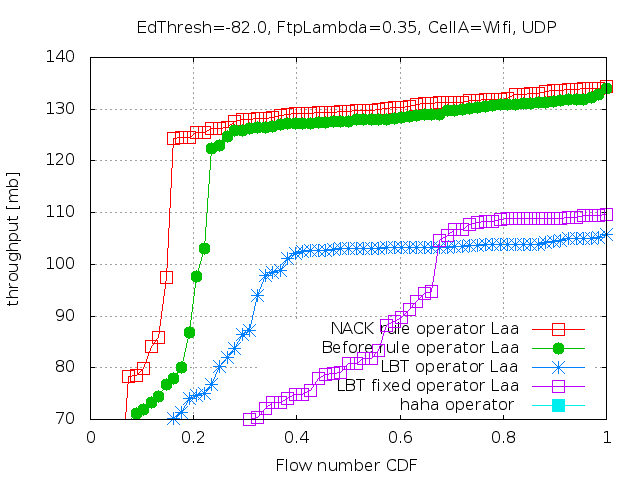 EdThresh=-82.0, FtpLambda=0.35, CellA=Wifi, UDP
140
130
120
110
100
90
80
70
throughput [mb]
NACK rule operator Laa
Before rule operator Laa
LBT operator Laa
LBT fixed operator Laa
haha operator
0
0.2
0.4
0.6
0.8
1
Flow number CDF